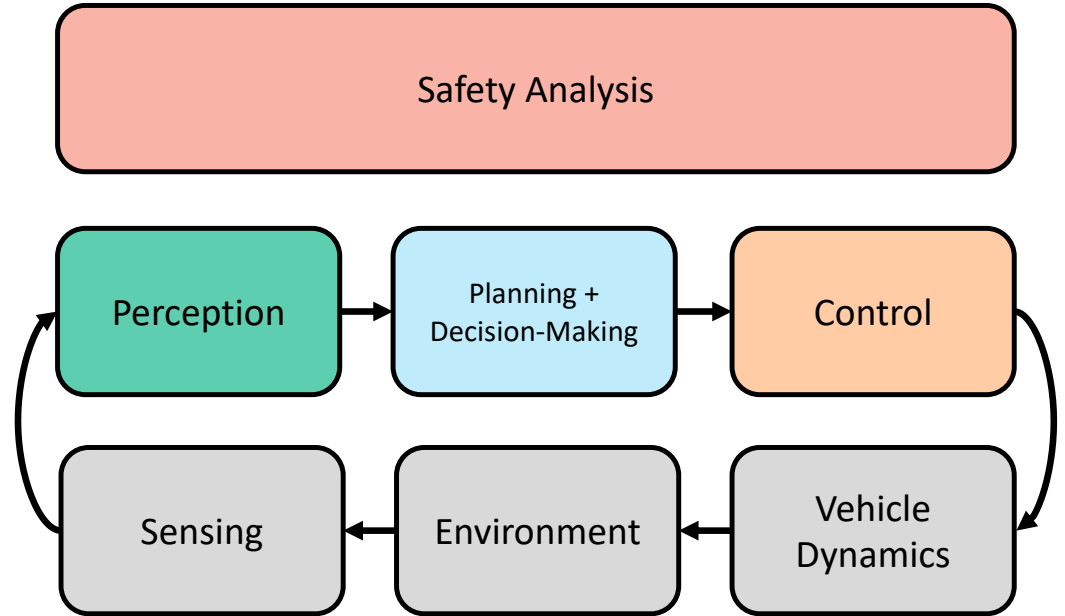 Safety Analysis
Perception
Planning +
Decision-Making
Control
Sensing
Environment
Vehicle
Dynamics